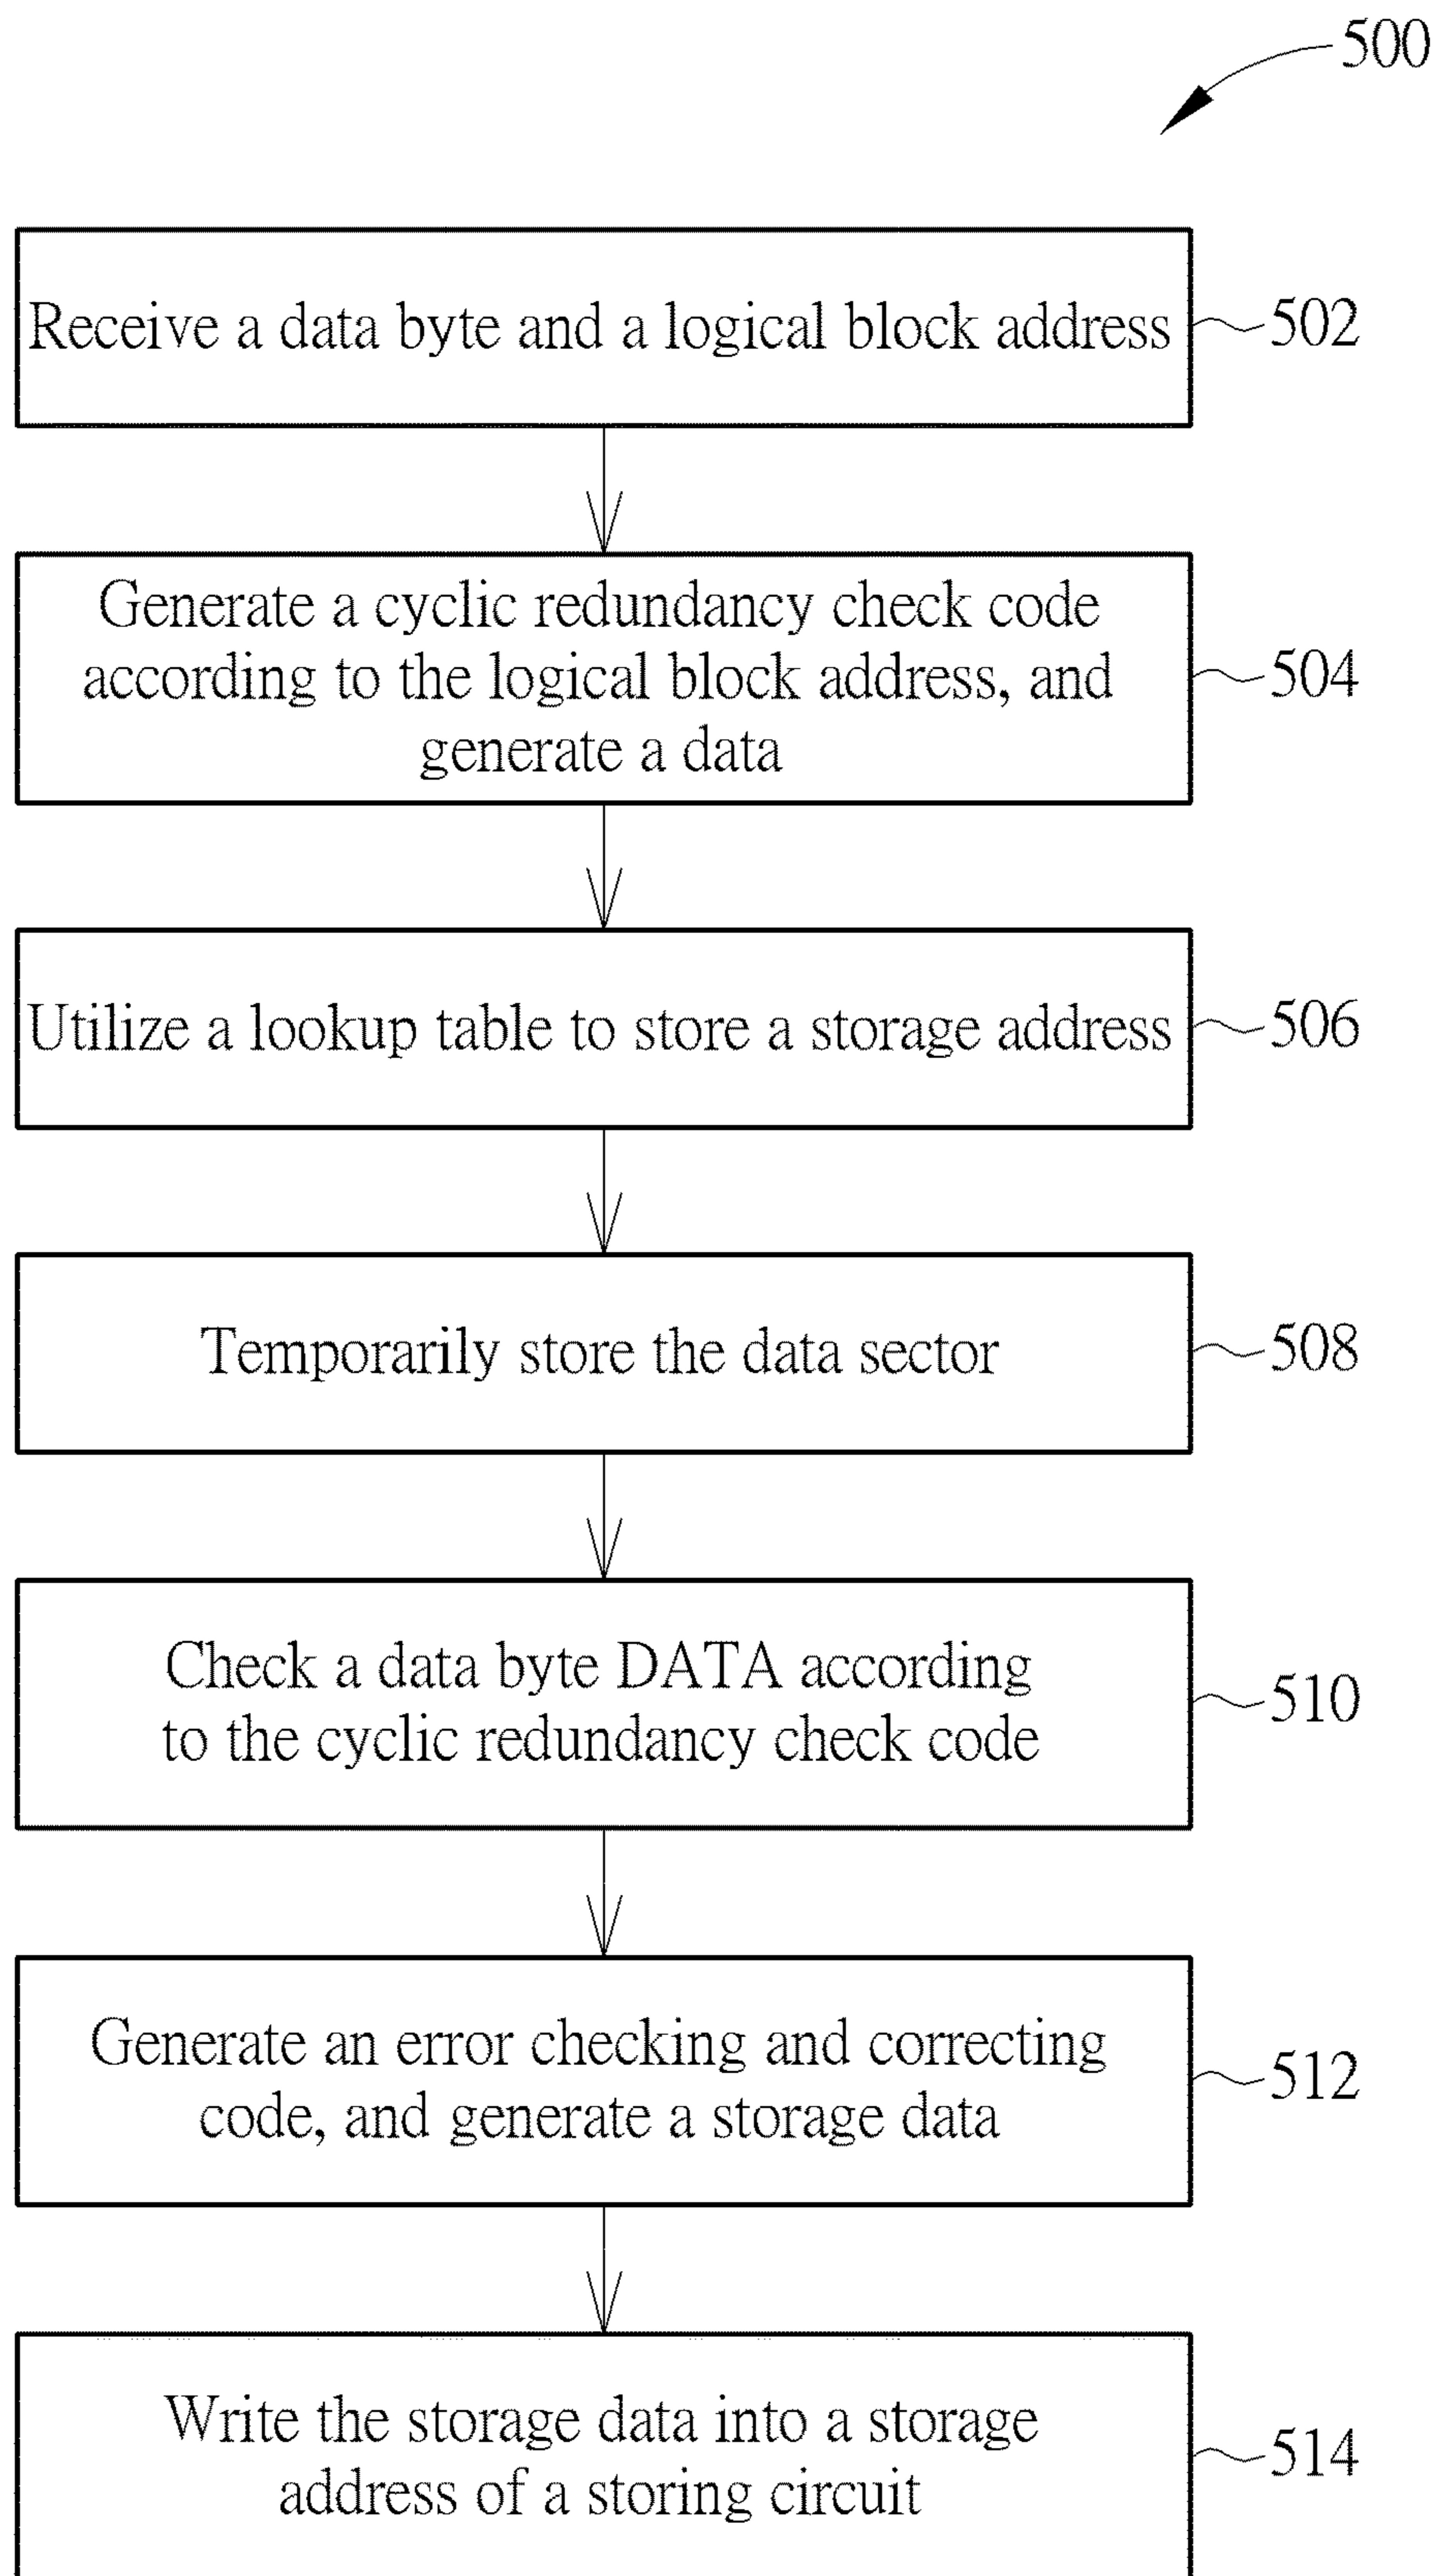 500
Receive a data byte and a logical block address
502
Generate a cyclic redundancy check code
according to the logical block address, and
generate a data
504
Utilize a lookup table to store a storage address
506
Temporarily store the data sector
508
Check a data byte DATA according
to the cyclic redundancy check code
510
Generate an error checking and correcting
code, and generate a storage data
512
Write the storage data into a storage
address of a storing circuit
514